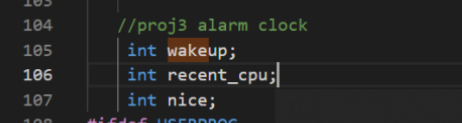 104 //proj3 alarm clock
105 int wakeup;
106 int recent_cpu;
107 int nice;